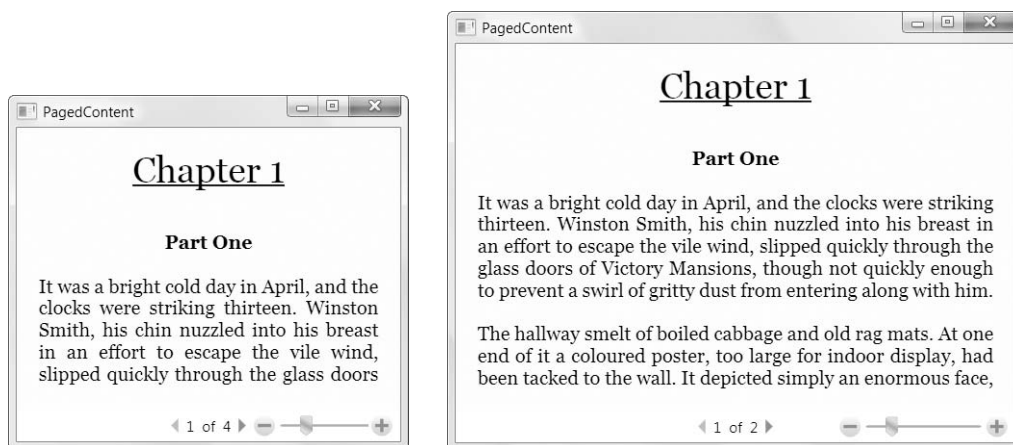 PagedContent
Chapter 1
Part One
It was a bright cold day in April, and the
clocks were striking thirteen. Winston
Smith, his chin nuzzled into his breast
in an effort to escape the vile wind,
slipped quickly through the glass doors
1 of 4
PagedContent
Chapter 1
Part One
It was a bright cold day in April, and the clocks were striking
thirteen. Winston Smith, his chin nuzzled into his breast in
an effort to escape the vile wind, slipped quickly through the
glass doors of Victory Mansions, though not quickly enough
to prevent a swirl of gritty dust from entering along with him.
The hallway smelt of boiled cabbage and old rag mats. At one
end of it a coloured poster, too large for indoor display, had
been tacked to the wall. It depicted simply an enormous face,
1 of 2